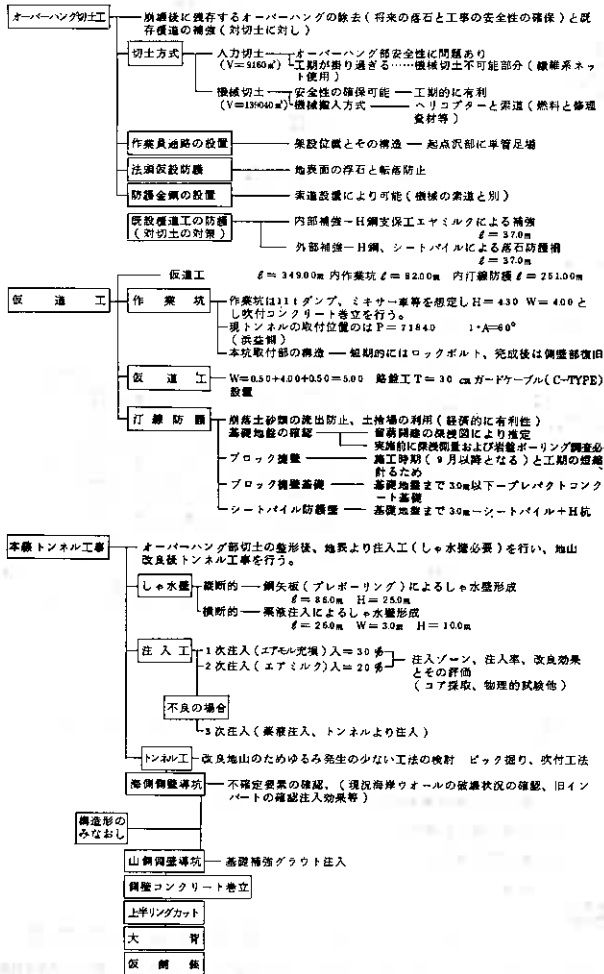 オーバーハング切土工
崩壊後に残存するオーバーハングの除去（将来の落石と工事の安全性の確保）と既
存覆道の補強（対切土に対し）
切土方式
人力切土
(V=9160㎥)
オーバーハング部安全性に問題あり
工期が掛り過ぎる……機械切土不可能部分（繊維系ネッ
ト使用）
機械切土
(V=139040㎥)
安全性の確保可能 ― 工期的に有利
機械搬入方式 ― ヘリコプターと索道（燃料と修理
資材等）
作業員通路の設置
架設位置とその構造 ― 起点沢部に単管足場
法頭仮設防護
地表面の浮石と転落防止
防護金網の設置
索道設置により可能（機械の索道と別）
既設覆道工の防護
（対切土の対策）
内部補強―H鋼支保工エヤミルクによる補強
ℓ=37.0m
外部補強―H鋼、シートパイルによる落石防護柵
ℓ=37.0m
仮道工
仮道工 ℓ=349.00m 内作業坑ℓ=82.00m 内汀線防護ℓ=251.00m
作業坑
作業坑は11tダンプ、ミキサー車等を想定しH=4.30 W=4.00と
し吹付コンクリート巻立を行う。
現トンネルの取付位置のはP=7184.0 1・A=60°
（浜益側）
本坑取付部の構造 ― 短期的にはロックボルト、完成後は側壁部復旧
仮道工
W=0.50+4.00+0.50=5.00 路盤工T=30cmガードケーブル（C-TYPE）
設置
汀線防護
崩落土砂類の流出防止、土捨場の利用（経済的に有利性）
基礎地盤の確認
留萌開建の深浅図により推定
実施前に深浅測量および岩盤ボーリング調査必
ブロック擁壁
施工時期（9月以降となる）と工期の短縮
計るため
ブロック擁壁基礎
基礎地盤まで3.0m以下―プレパクトコンク
ート基礎
シートパイル防護壁
基礎地盤まで3.0m―シートパイル+H杭
本線トンネル工事
オーバーハング部切土の整形後、地表より注入工（しゃ水壁必要）を行い、地山
改良後トンネル工事を行う。
しゃ水壁
縦断的 ― 鋼矢板（プレボーリング）によるしゃ水壁形成
ℓ=85.0m H=25.0m
横断的 ― 薬液注入によるしゃ水壁形成
ℓ=26.0m W=3.0m H=10.0m
注入工
1次注入（エアモル充填）入=30%
2次注入（エアミルク）入=20%
注入ゾーン、注入率、改良効果
とその評価
（コア採取、物理的試験他）
不良の場合
3次注入（薬液注入、トンネルより注入）
トンネル工
改良地山のためゆるみ発生の少ない工法の検討 ピック掘り、吹付工法
海側側壁導坑
不確定要素の確認、（現況海岸ウオールの破壊状況の確認、旧イン
バートの確認注入効果等）
構造形の
みなおし
山側側壁導坑
基礎補強グラウト注入
側壁コンクリート巻立
上半リングカット
大背